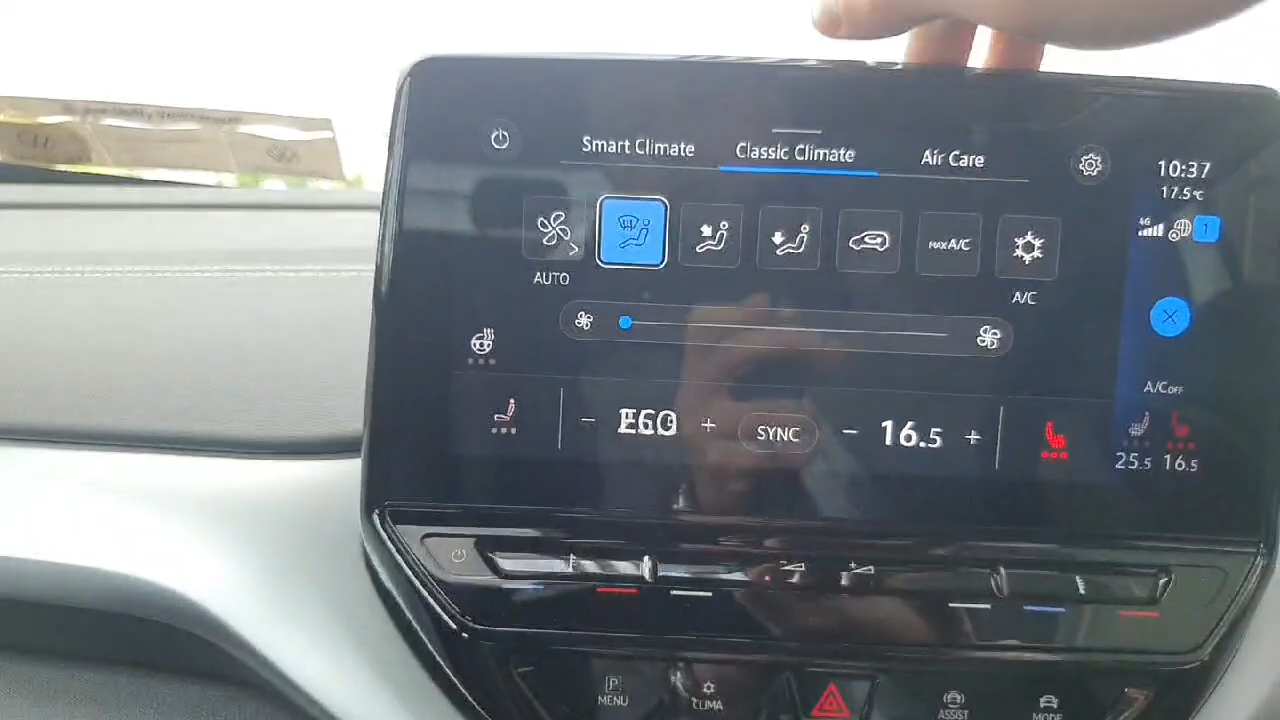 Smart Climate Classic Climate Air Care
10:37
17.5°C
4G 1
MAX A/C
AUTO
A/C
A/C OFF
− + SYNC − 16.5 +
25.5 16.5
P
MENU
CLIMA
ASSIST
MODE